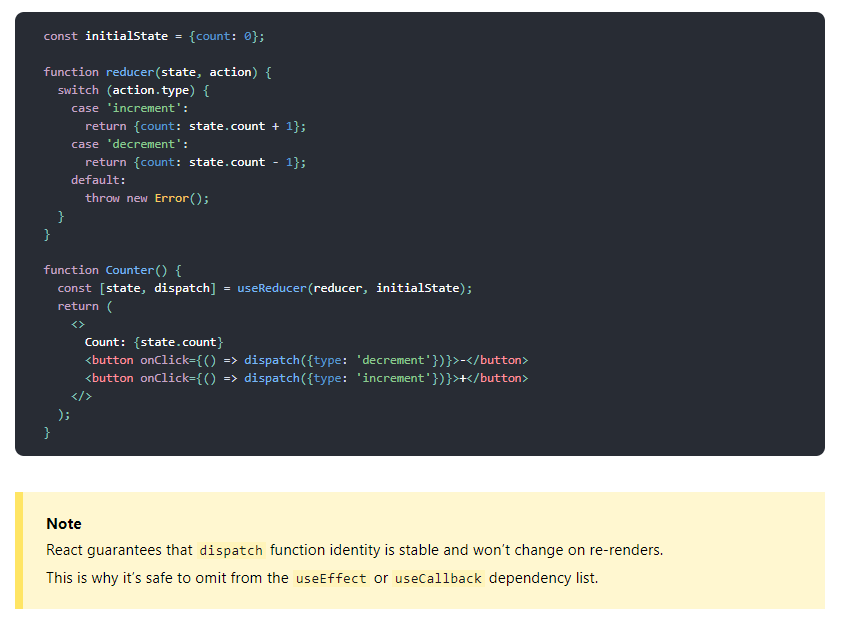 const initialState = {count: 0};

function reducer(state, action) {
  switch (action.type) {
    case 'increment':
      return {count: state.count + 1};
    case 'decrement':
      return {count: state.count - 1};
    default:
      throw new Error();
  }
}

function Counter() {
  const [state, dispatch] = useReducer(reducer, initialState);
  return (
    <>
      Count: {state.count}
      <button onClick={() => dispatch({type: 'decrement'})}>-</button>
      <button onClick={() => dispatch({type: 'increment'})}>+</button>
    </>
  );
}

Note
React guarantees that dispatch function identity is stable and won’t change on re-renders.
This is why it’s safe to omit from the useEffect or useCallback dependency list.